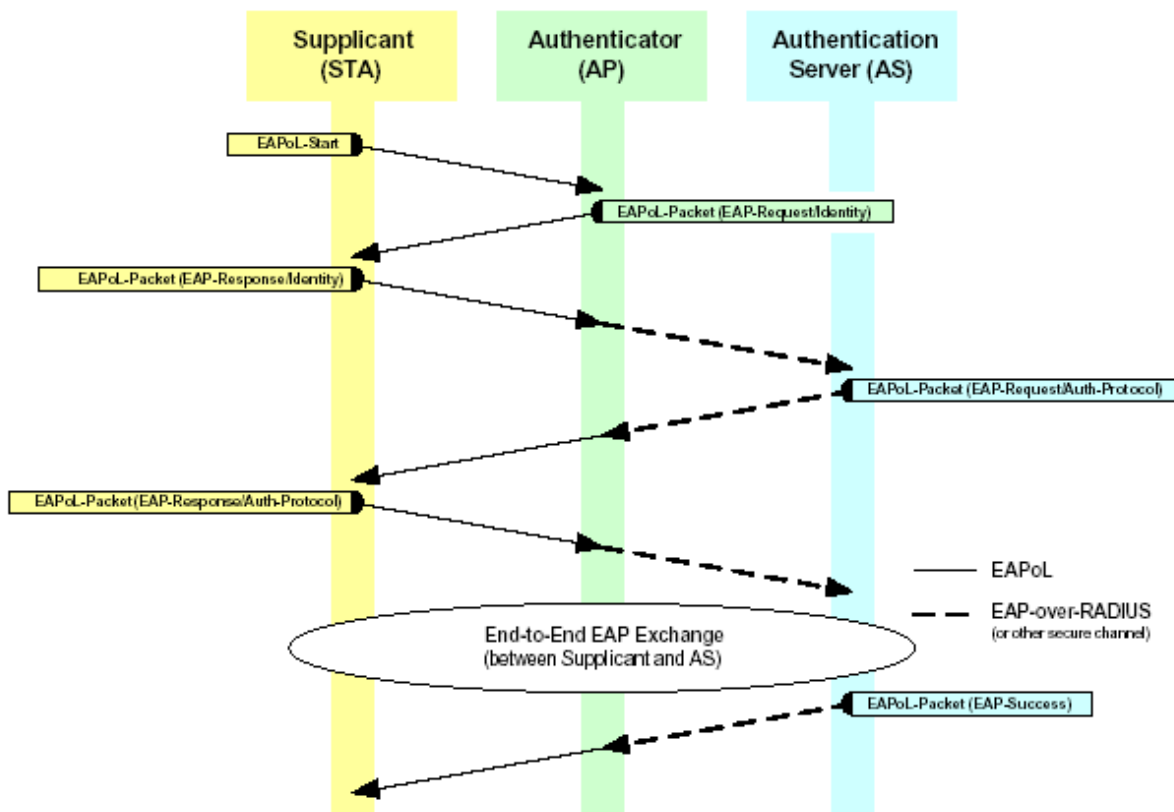 Supplicant
(STA)
Authenticator
(AP)
Authentication
Server (AS)
EAPoL-Start
EAPoL-Packet (EAP-Request/Identity)
EAPoL-Packet (EAP-Response/Identity)
EAPoL-Packet (EAP-Request/Auth-Protocol)
EAPoL-Packet (EAP-Response/Auth-Protocol)
EAPoL
EAP-over-RADIUS
(or other secure channel)
End-to-End EAP Exchange
(between Supplicant and AS)
EAPoL-Packet (EAP-Success)